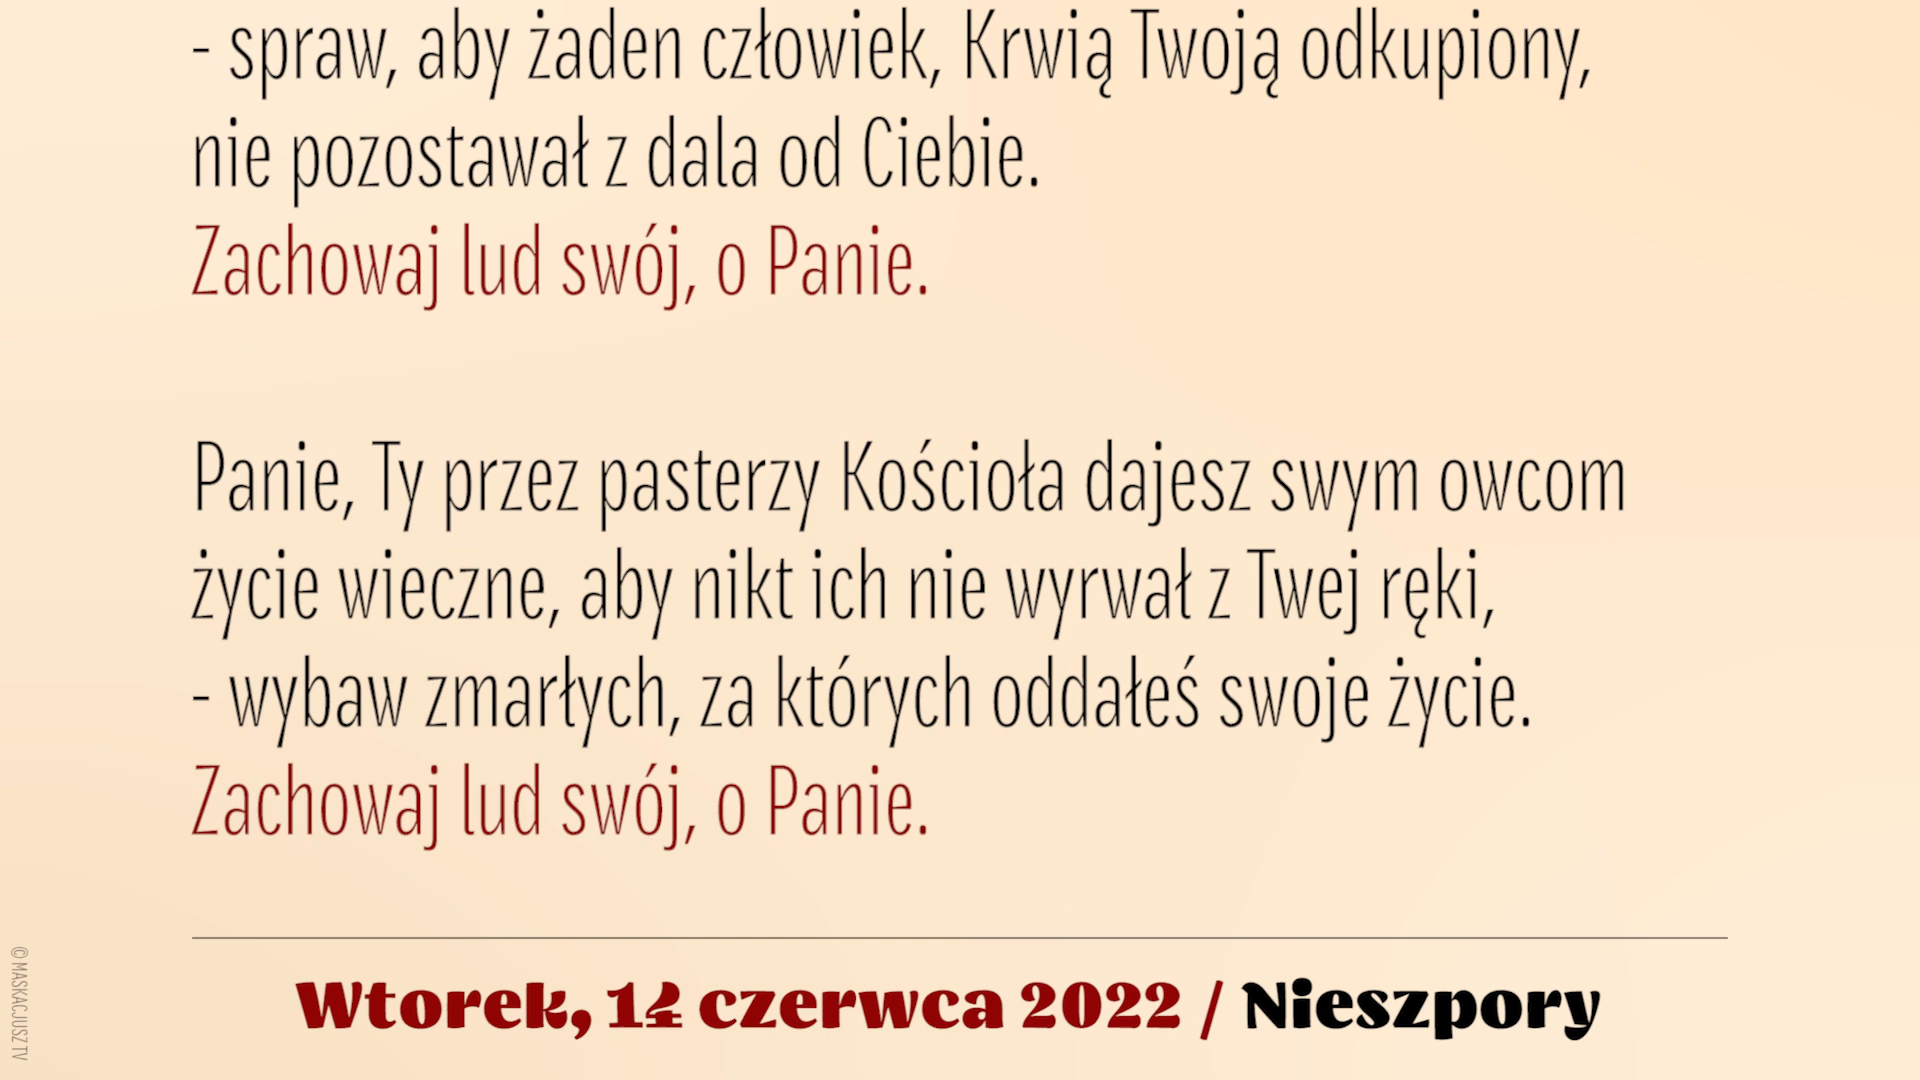 - spraw, aby żaden człowiek, Krwią Twoją odkupiony,
nie pozostawał z dala od Ciebie.
Zachowaj lud swój, o Panie.
Panie, Ty przez pasterzy Kościoła dajesz swym owcom
życie wieczne, aby nikt ich nie wyrwał z Twej ręki,
- wybaw zmarłych, za których oddałeś swoje życie.
Zachowaj lud swój, o Panie.
Wtorek, 14 czerwca 2022 / Nieszpory
© MASKACJUSZ TV